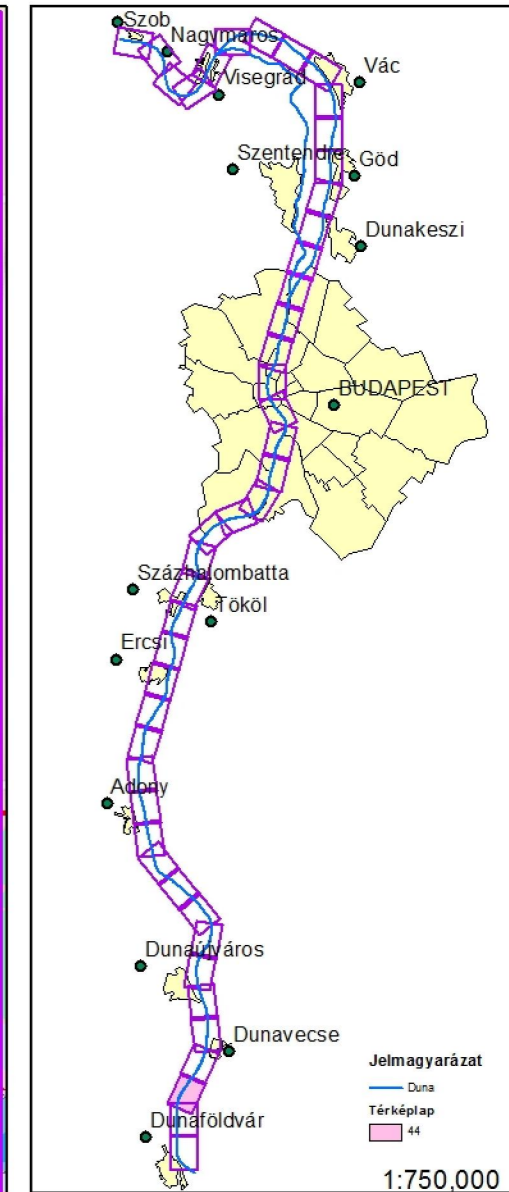 Szob
Nagymaros
Visegrád
Vác
Szentendre
Göd
Dunakeszi
BUDAPEST
Százhalombatta
Tököl
Ercsi
Adony
Dunaújváros
Dunavecse
Dunaföldvár
Jelmagyarázat
Duna
Térképlap
44
1:750,000